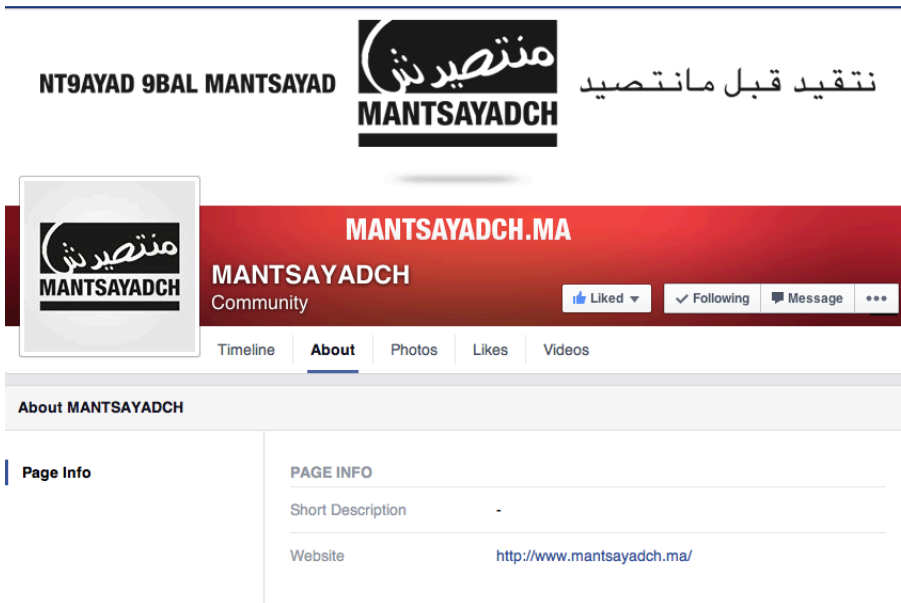 NT9AYAD 9BAL MANTSAYAD
منتصيدش
MANTSAYADCH
نتقيد قبل مانتصيد
منتصيدش
MANTSAYADCH
MANTSAYADCH.MA
MANTSAYADCH
Community
Liked
Following
Message
Timeline
About
Photos
Likes
Videos
About MANTSAYADCH
Page Info
PAGE INFO
Short Description -
Website http://www.mantsayadch.ma/